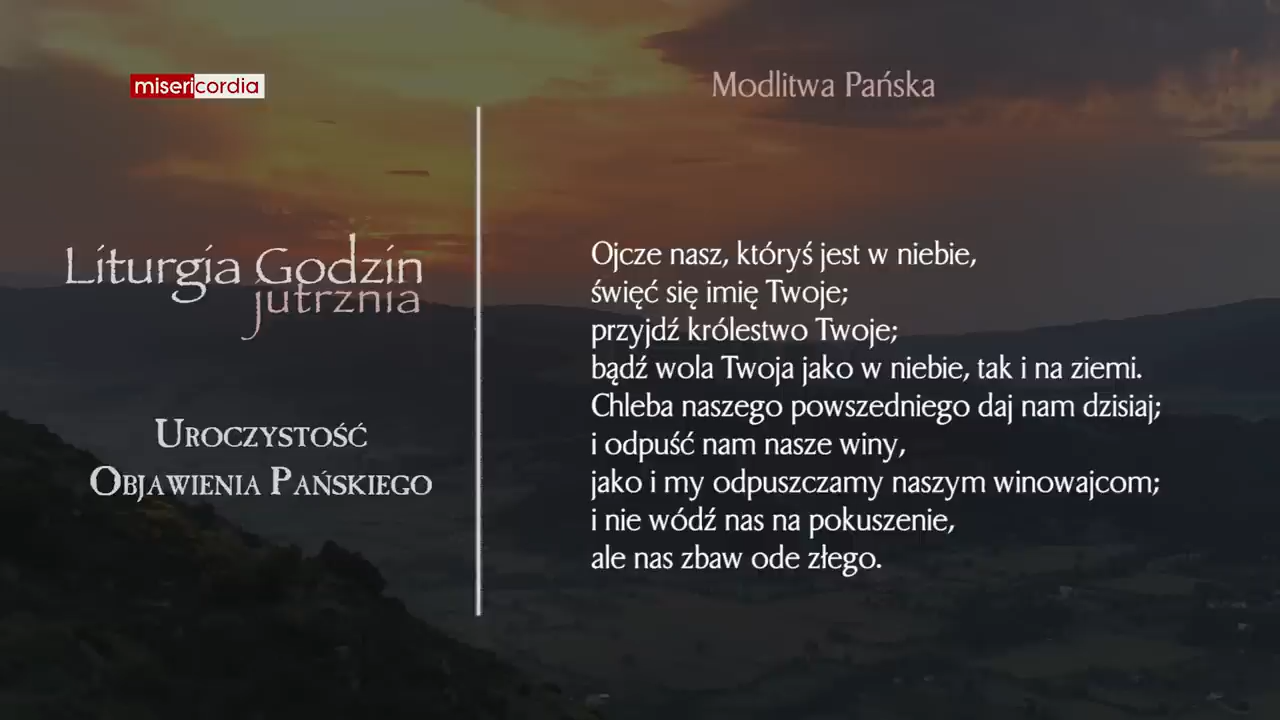 misericordia
Liturgia Godzin
jutrznia
Uroczystość
Objawienia Pańskiego
Modlitwa Pańska
Ojcze nasz, któryś jest w niebie,
święć się imię Twoje;
przyjdź królestwo Twoje;
bądź wola Twoja jako w niebie, tak i na ziemi.
Chleba naszego powszedniego daj nam dzisiaj;
i odpuść nam nasze winy,
jako i my odpuszczamy naszym winowajcom;
i nie wódź nas na pokuszenie,
ale nas zbaw ode złego.